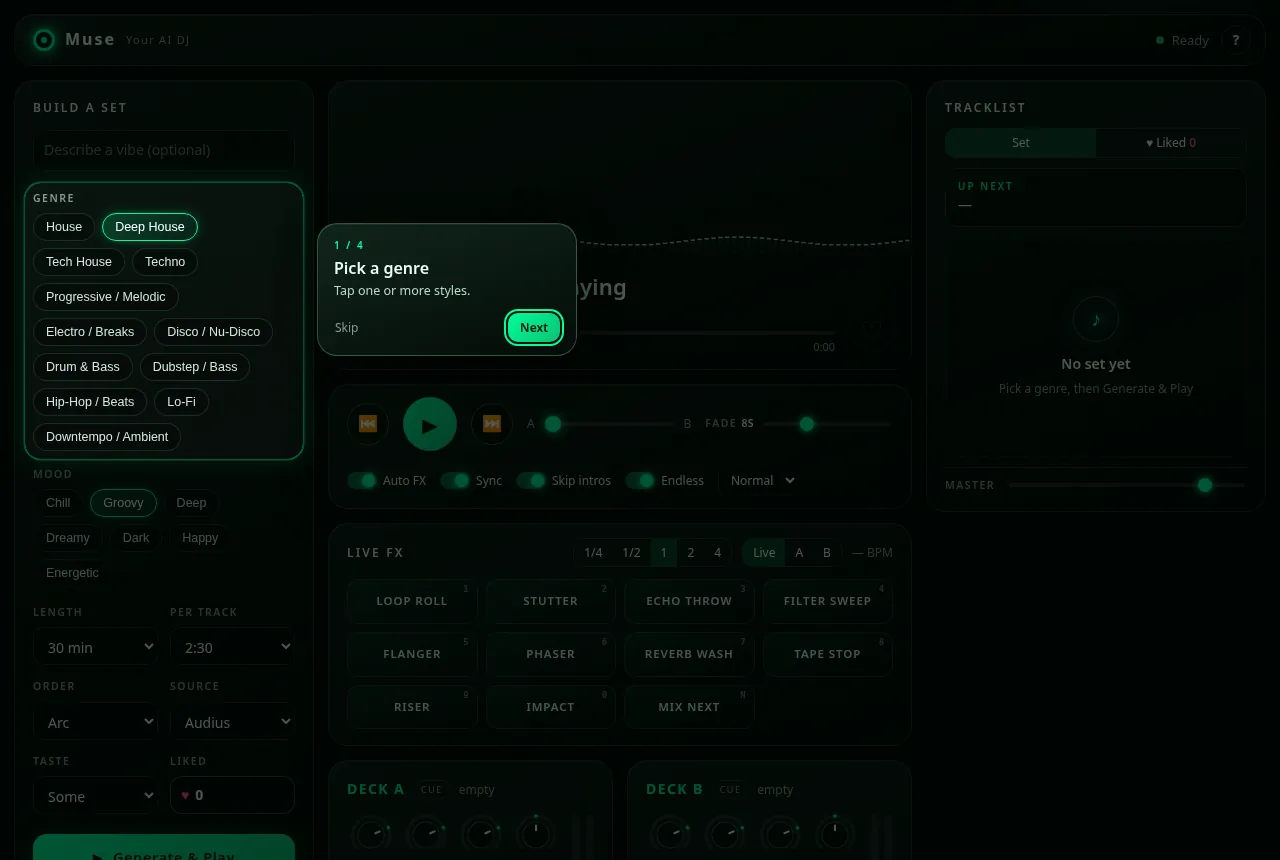 Muse Your AI DJ
Ready ?
BUILD A SET
Describe a vibe (optional)
GENRE
House Deep House
Tech House Techno
Progressive / Melodic
Electro / Breaks Disco / Nu-Disco
Drum & Bass Dubstep / Bass
Hip-Hop / Beats Lo-Fi
Downtempo / Ambient
MOOD
Chill Groovy Deep
Dreamy Dark Happy
Energetic
LENGTH PER TRACK
30 min 2:30
ORDER SOURCE
Arc Audius
TASTE LIKED
Some ♥ 0
▶ Generate & Play
1 / 4
Pick a genre
Tap one or more styles.
Skip Next
ying
0:00
A B FADE 8S
Auto FX Sync Skip intros Endless Normal
LIVE FX 1/4 1/2 1 2 4 Live A B — BPM
LOOP ROLL 1 STUTTER 2 ECHO THROW 3 FILTER SWEEP 4
FLANGER 5 PHASER 6 REVERB WASH 7 TAPE STOP 8
RISER 9 IMPACT 0 MIX NEXT N
DECK A CUE empty
DECK B CUE empty
TRACKLIST
Set ♥ Liked 0
UP NEXT
—
♪
No set yet
Pick a genre, then Generate & Play
MASTER